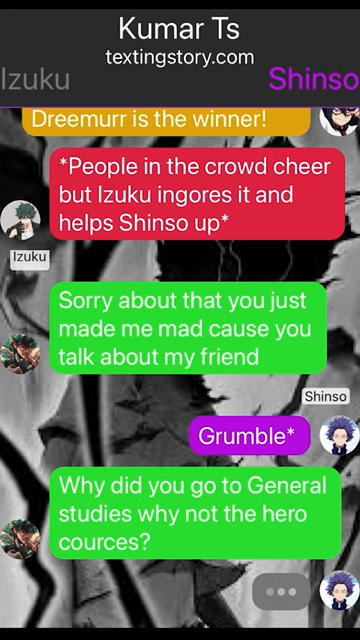 Kumar Ts
textingstory.com
Izuku
Shinso
Dreemurr is the winner!
*People in the crowd cheer
but Izuku ingores it and
helps Shinso up*
Izuku
Sorry about that you just
made me mad cause you
talk about my friend
Shinso
Grumble*
Why did you go to General
studies why not the hero
cources?